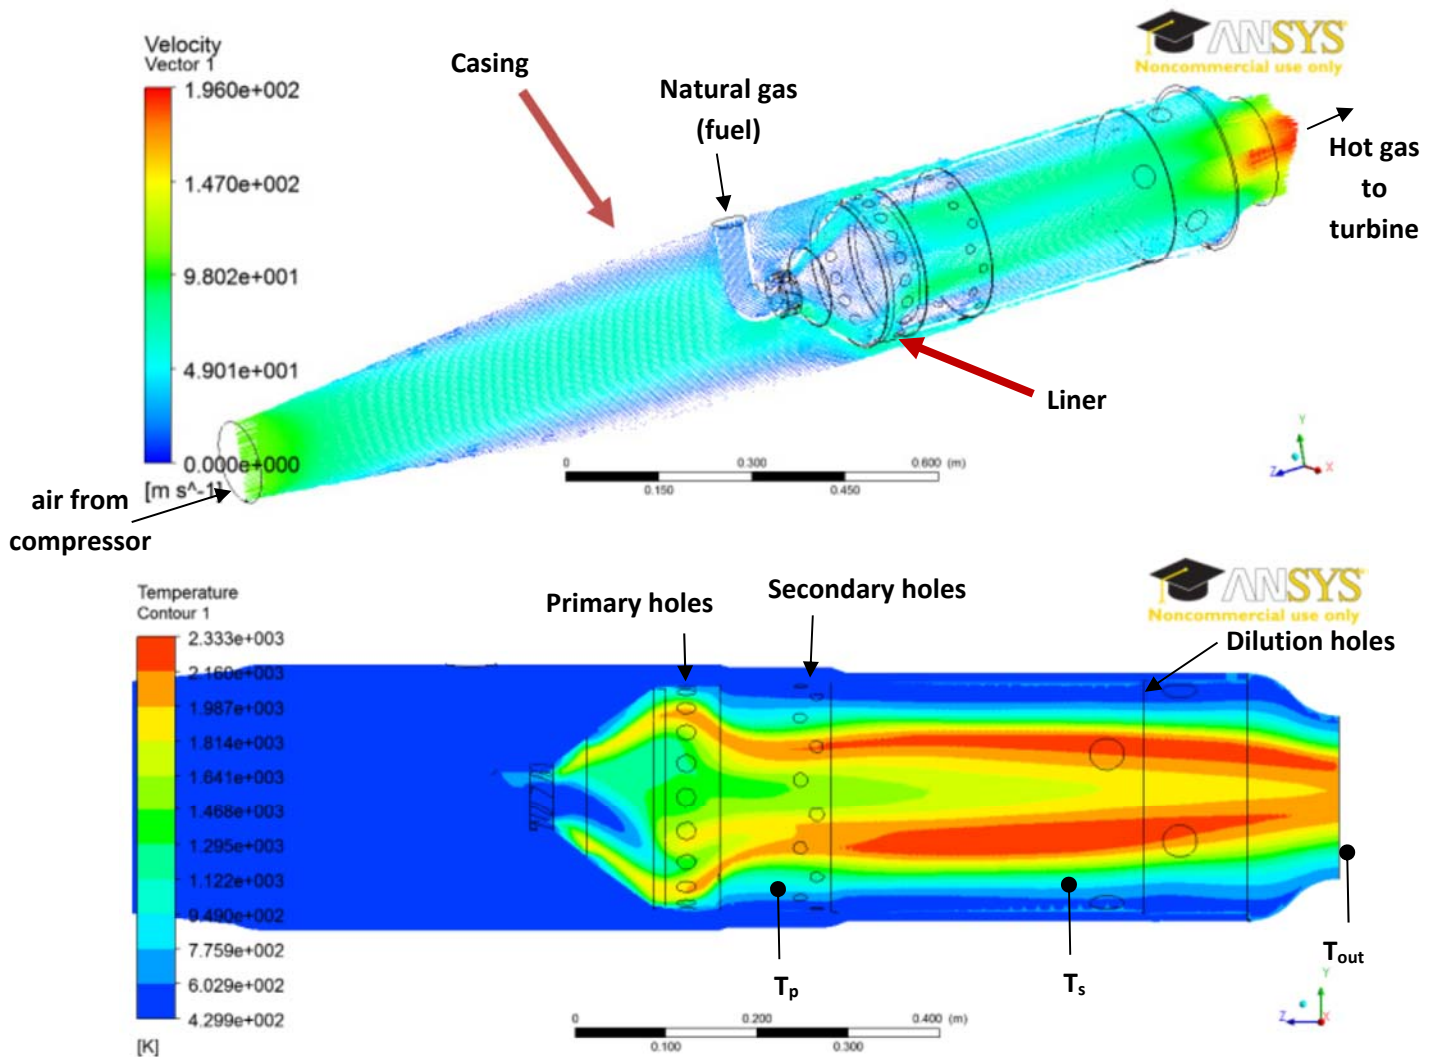 ANSYS
Noncommercial use only
Velocity
Vector 1
1.960e+002
1.470e+002
9.802e+001
4.901e+001
0.000e+000
[m s^-1]
Casing
Natural gas
(fuel)
Hot gas
to
turbine
Liner
air from
compressor
0
0.300
0.600
(m)
0.150
0.450
Y
Z
X
ANSYS
Noncommercial use only
Temperature
Contour 1
2.333e+003
2.160e+003
1.987e+003
1.814e+003
1.641e+003
1.468e+003
1.295e+003
1.122e+003
9.490e+002
7.759e+002
6.029e+002
4.299e+002
[K]
Primary holes
Secondary holes
Dilution holes
Tp
Ts
Tout
0
0.200
0.400
(m)
0.100
0.300
Y
Z
X